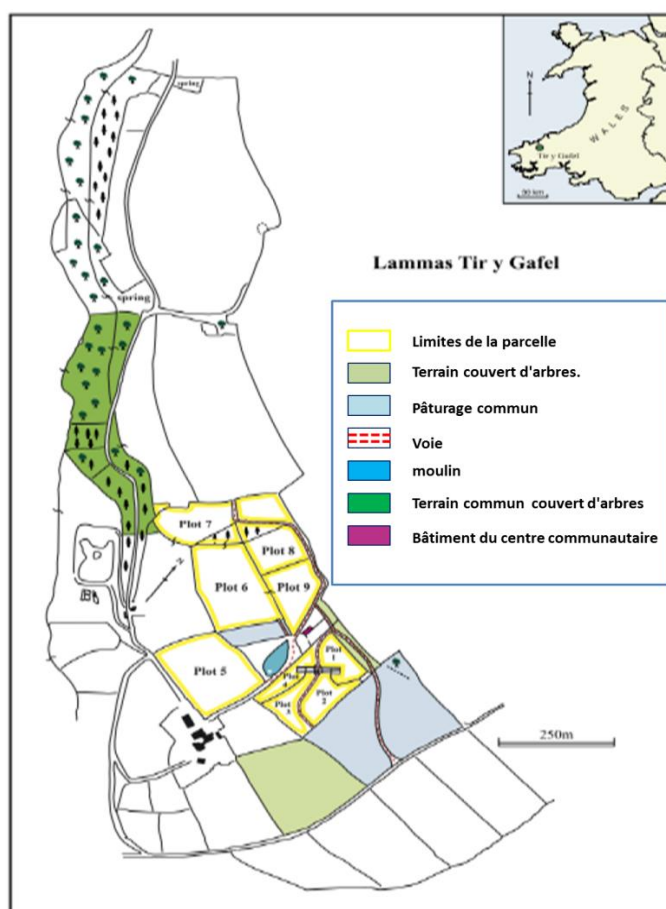 spring
N
WALES
Tir y Gafel
50 km
Lammas Tir y Gafel
spring
Limites de la parcelle
Terrain couvert d'arbres.
Pâturage commun
Voie
moulin
Terrain commun couvert d'arbres
Bâtiment du centre communautaire
Plot 7
Plot 8
Plot 6
Plot 9
N
Plot 1
Plot 5
Plot 4
Plot 2
Plot 3
250m